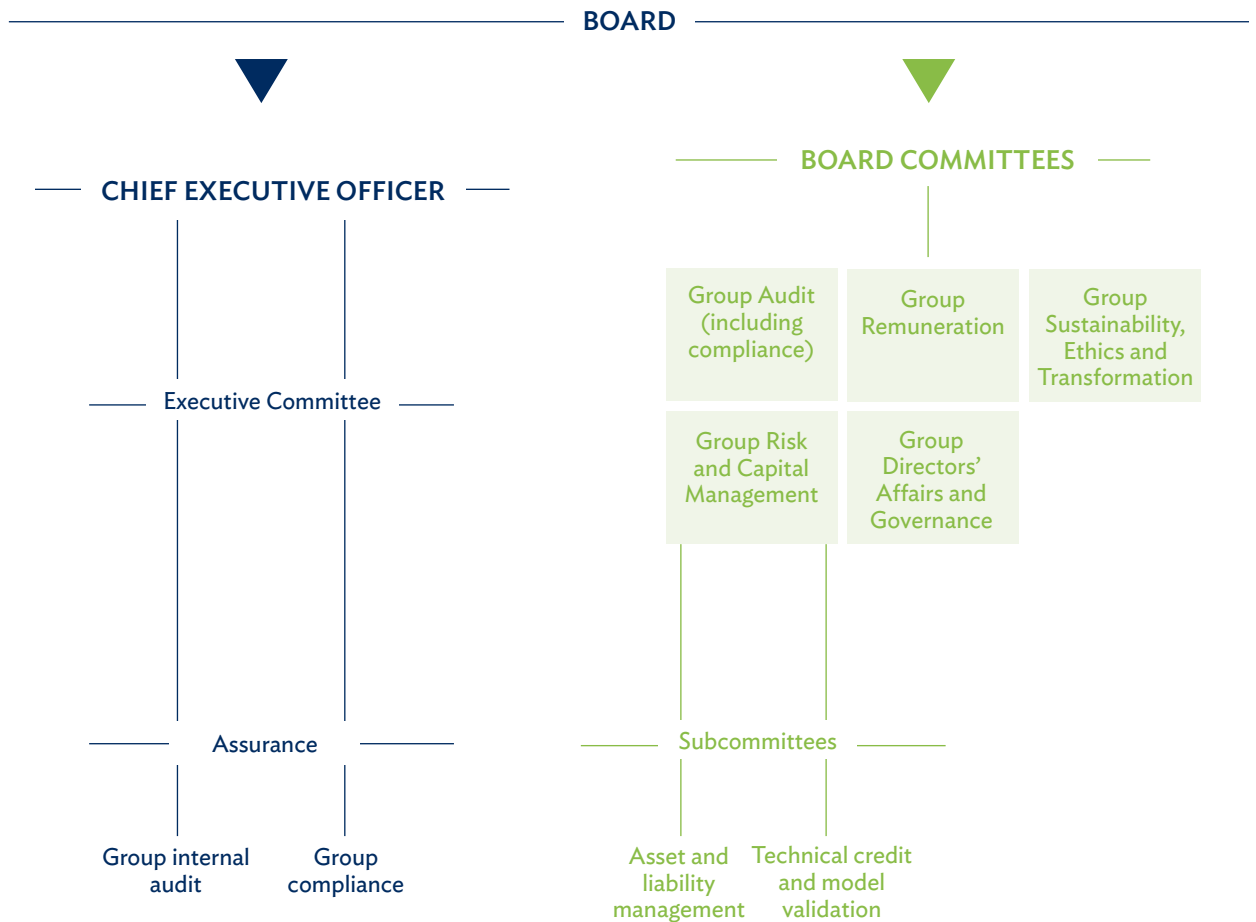 BOARD
CHIEF EXECUTIVE OFFICER
Executive Committee
Assurance
Group internal
audit
Group
compliance
BOARD COMMITTEES
Group Audit
(including
compliance)
Group
Remuneration
Group
Sustainability,
Ethics and
Transformation
Group Risk
and Capital
Management
Group
Directors’
Affairs and
Governance
Subcommittees
Asset and
liability
management
Technical credit
and model
validation